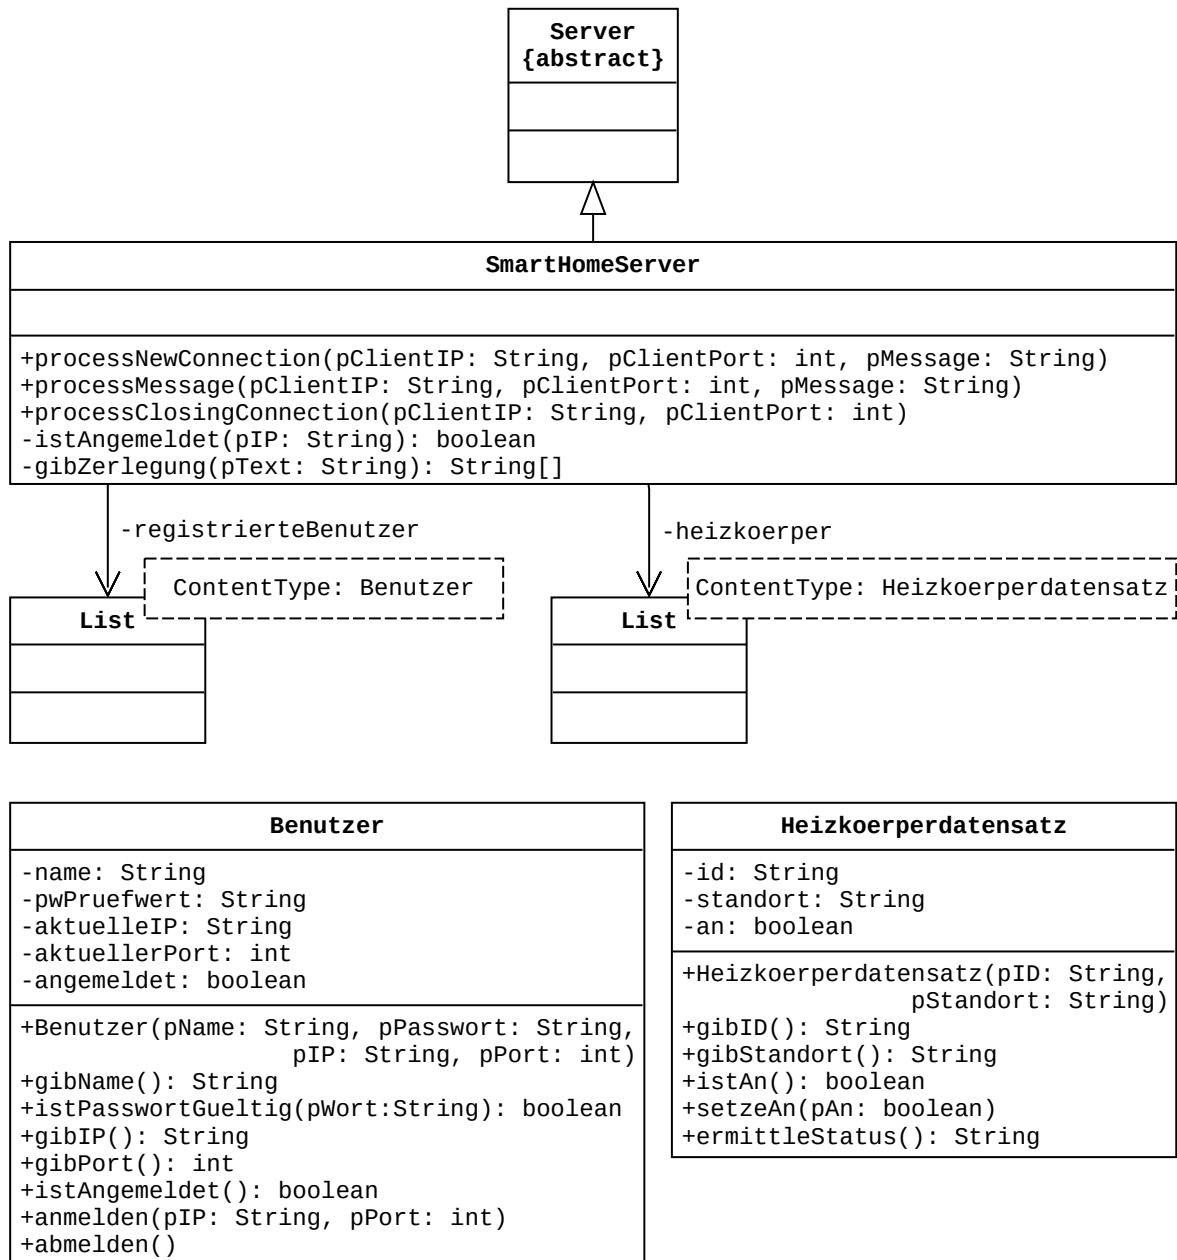 Server
{abstract}
SmartHomeServer
+processNewConnection(pClientIP: String, pClientPort: int, pMessage: String)
+processMessage(pClientIP: String, pClientPort: int, pMessage: String)
+processClosingConnection(pClientIP: String, pClientPort: int)
-istAngemeldet(pIP: String): boolean
-gibZerlegung(pText: String): String[]
-registrierteBenutzer
-heizkoerper
ContentType: Benutzer
ContentType: Heizkoerperdatensatz
List
List
Benutzer
-name: String
-pwPruefwert: String
-aktuelleIP: String
-aktuellerPort: int
-angemeldet: boolean
+Benutzer(pName: String, pPasswort: String,
pIP: String, pPort: int)
+gibName(): String
+istPasswortGueltig(pWort:String): boolean
+gibIP(): String
+gibPort(): int
+istAngemeldet(): boolean
+anmelden(pIP: String, pPort: int)
+abmelden()
Heizkoerperdatensatz
-id: String
-standort: String
-an: boolean
+Heizkoerperdatensatz(pID: String,
pStandort: String)
+gibID(): String
+gibStandort(): String
+istAn(): boolean
+setzeAn(pAn: boolean)
+ermittleStatus(): String